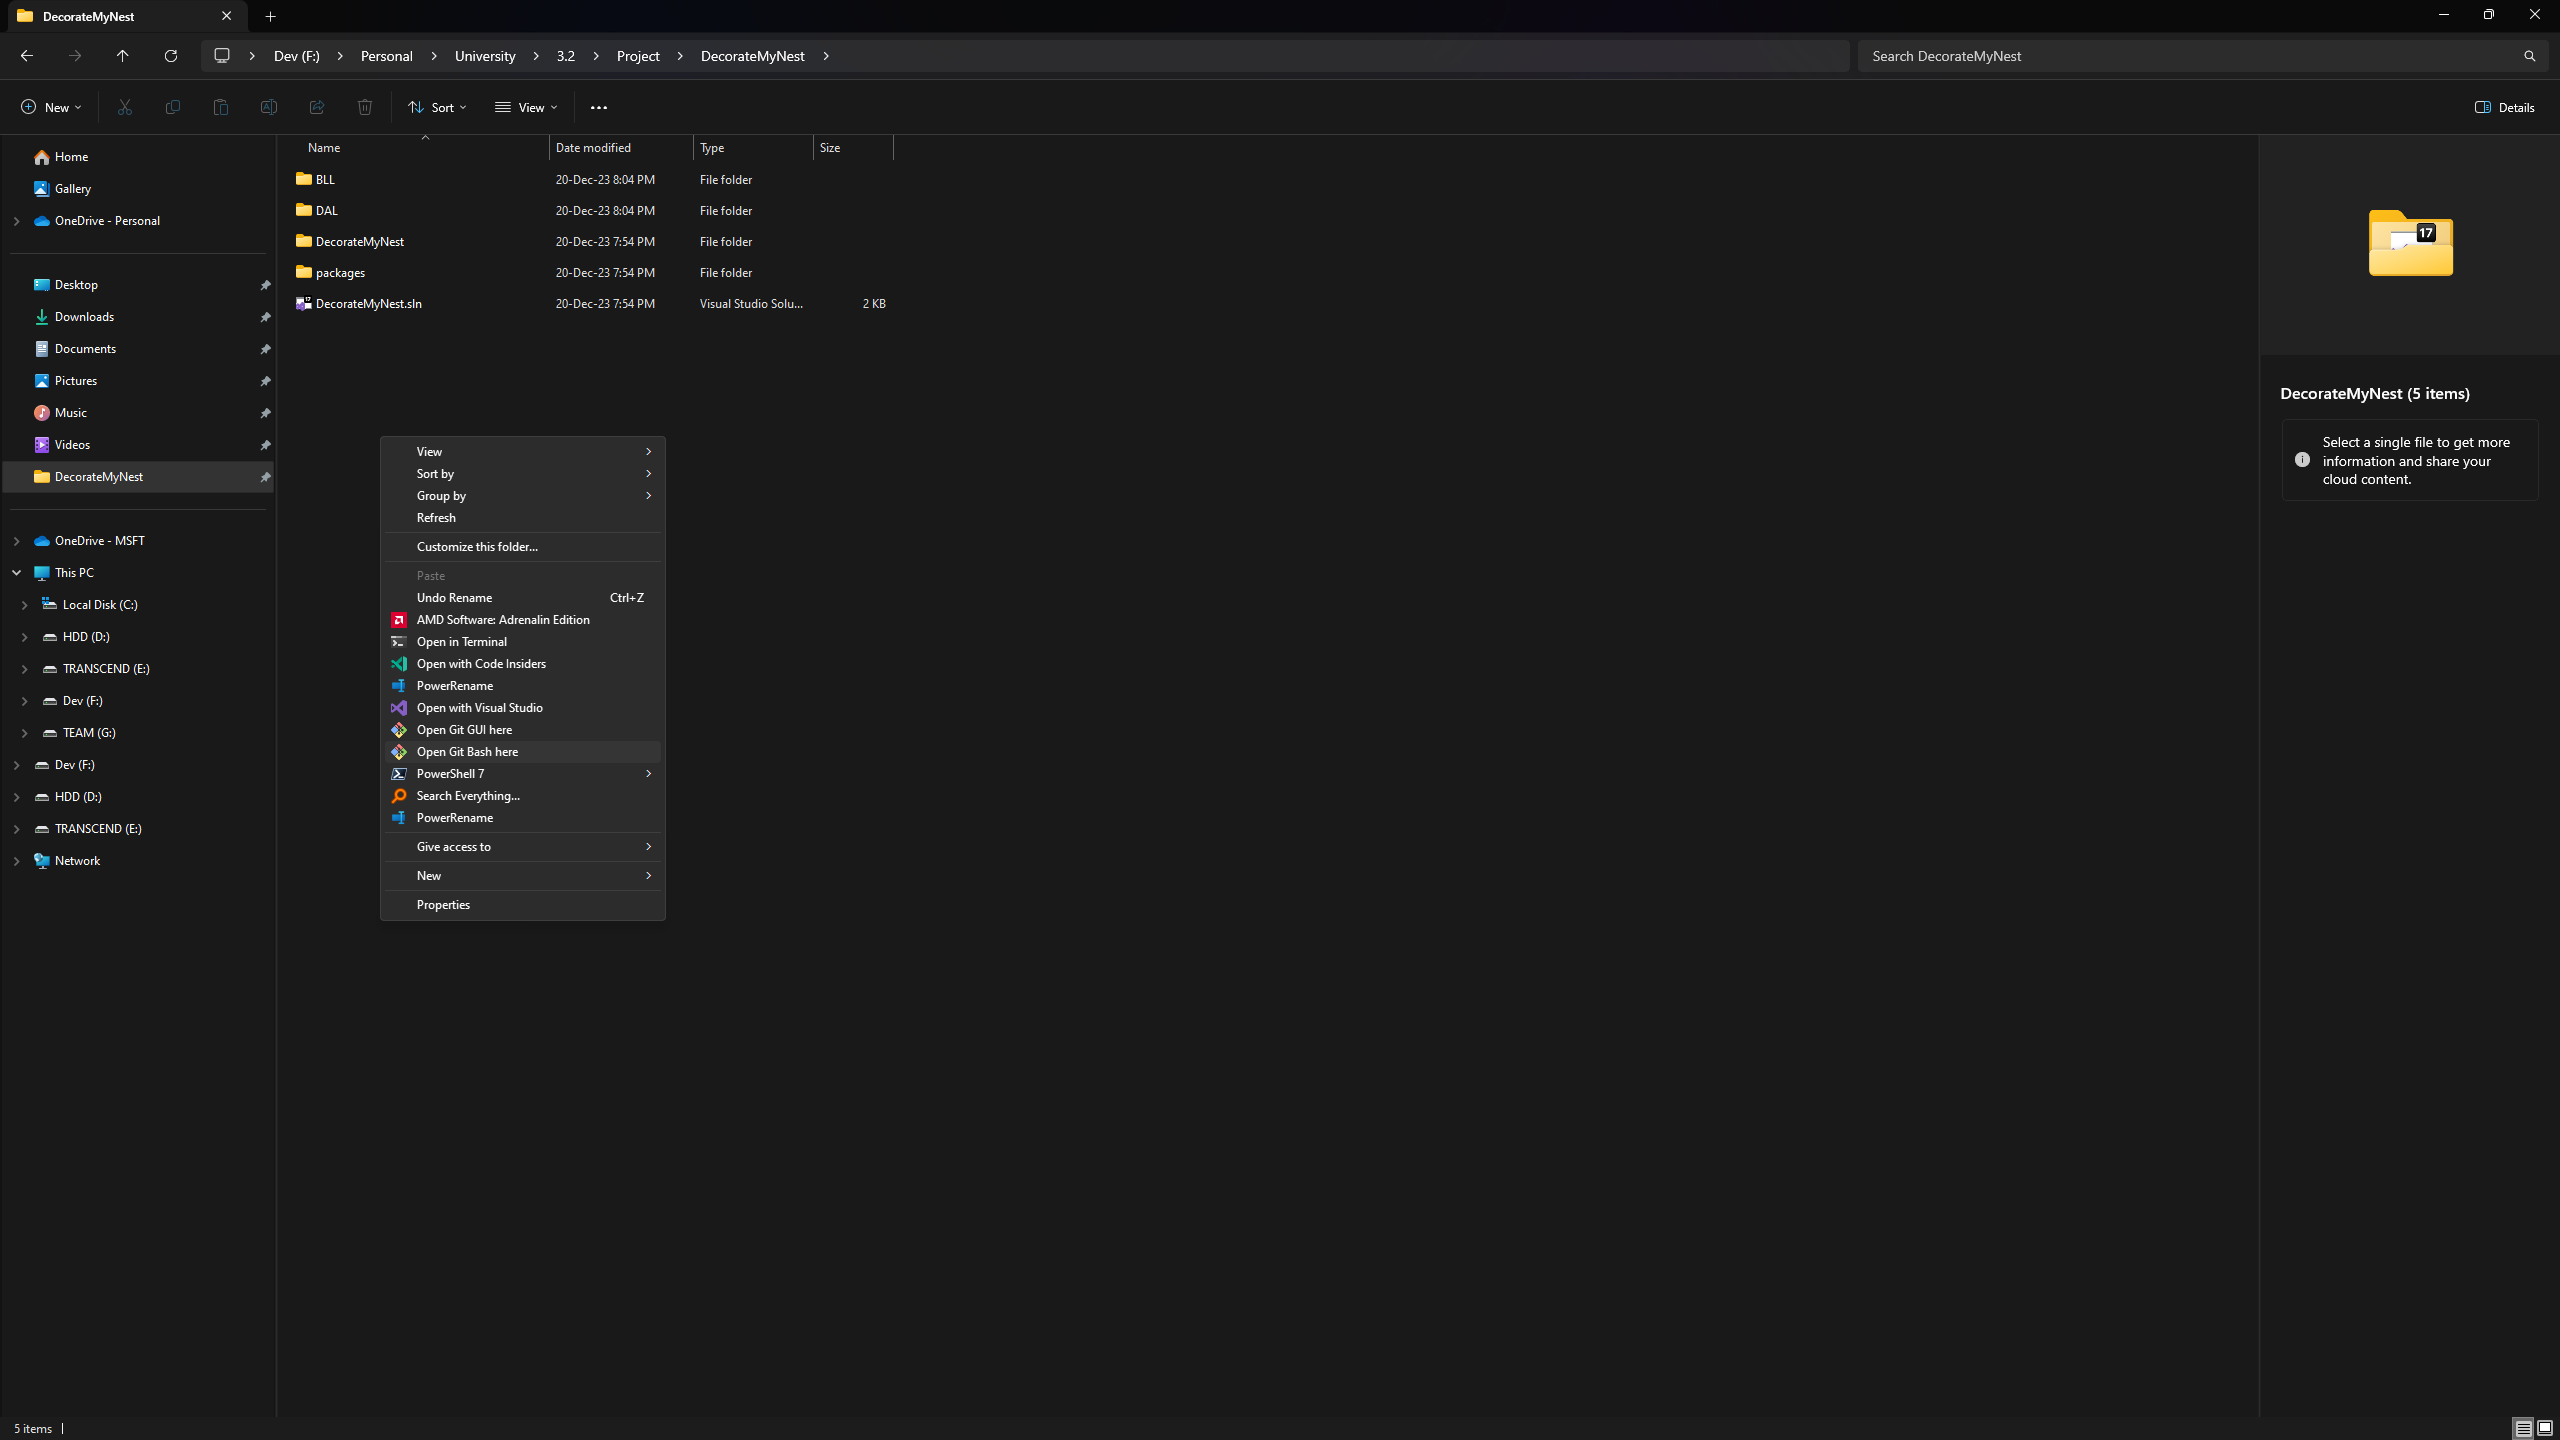 DecorateMyNest
Dev (F:) Personal University 3.2 Project DecorateMyNest
Search DecorateMyNest
New Sort View Details
Name Date modified Type Size
BLL 20-Dec-23 8:04 PM File folder
DAL 20-Dec-23 8:04 PM File folder
DecorateMyNest 20-Dec-23 7:54 PM File folder
packages 20-Dec-23 7:54 PM File folder
DecorateMyNest.sln 20-Dec-23 7:54 PM Visual Studio Solu... 2 KB
Home
Gallery
OneDrive - Personal
Desktop
Downloads
Documents
Pictures
Music
Videos
DecorateMyNest
OneDrive - MSFT
This PC
Local Disk (C:)
HDD (D:)
TRANSCEND (E:)
Dev (F:)
TEAM (G:)
Dev (F:)
HDD (D:)
TRANSCEND (E:)
Network
View
Sort by
Group by
Refresh
Customize this folder...
Paste
Undo Rename Ctrl+Z
AMD Software: Adrenalin Edition
Open in Terminal
Open with Code Insiders
PowerRename
Open with Visual Studio
Open Git GUI here
Open Git Bash here
PowerShell 7
Search Everything...
PowerRename
Give access to
New
Properties
17
DecorateMyNest (5 items)
Select a single file to get more
information and share your
cloud content.
5 items